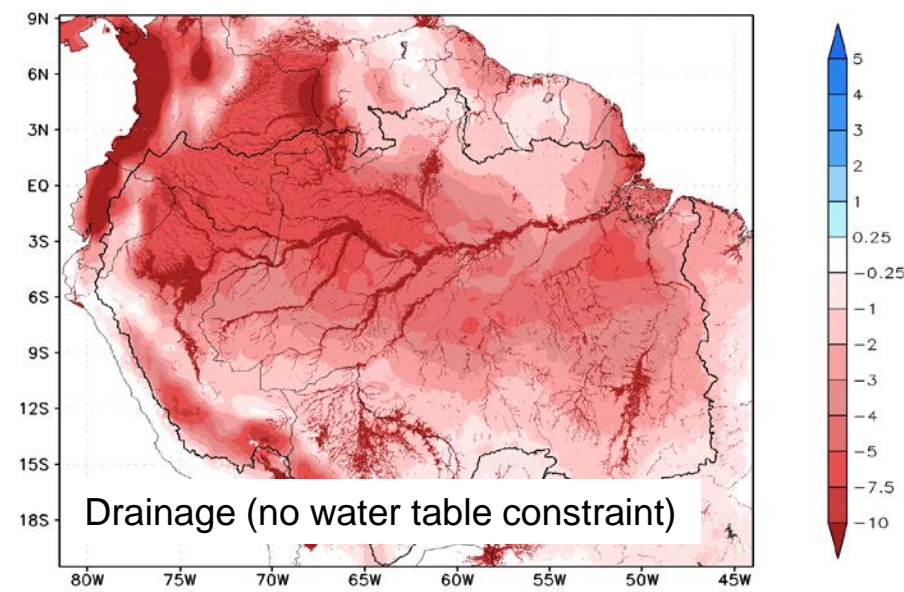 9N
6N
3N
EQ
3S
6S
9S
12S
15S
18S
80W 75W 70W 65W 60W 55W 50W 45W
Drainage (no water table constraint)
5
4
3
2
1
0.25
−0.25
−1
−2
−3
−4
−5
−7.5
−10